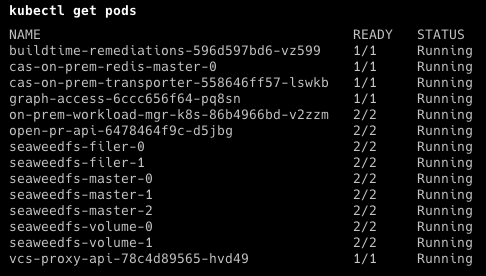 kubectl get pods
NAME READY STATUS
buildtime-remediations-596d597bd6-vz599 1/1 Running
cas-on-prem-redis-master-0 1/1 Running
cas-on-prem-transporter-558646ff57-lswkb 1/1 Running
graph-access-6ccc656f64-pq8sn 1/1 Running
on-prem-workload-mgr-k8s-86b4966bd-v2zzm 2/2 Running
open-pr-api-6478464f9c-d5jbg 2/2 Running
seaweedfs-filer-0 2/2 Running
seaweedfs-filer-1 2/2 Running
seaweedfs-master-0 2/2 Running
seaweedfs-master-1 2/2 Running
seaweedfs-master-2 2/2 Running
seaweedfs-volume-0 2/2 Running
seaweedfs-volume-1 2/2 Running
vcs-proxy-api-78c4d89565-hvd49 1/1 Running